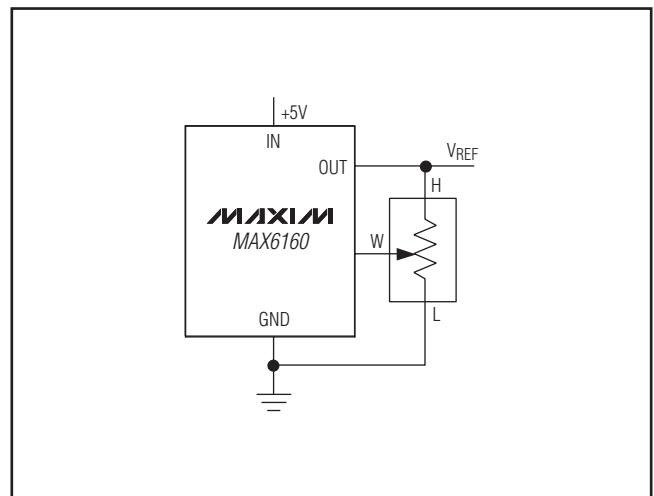 +5V
IN
OUT
VREF
H
MAXIM
MAX6160
W
GND
L